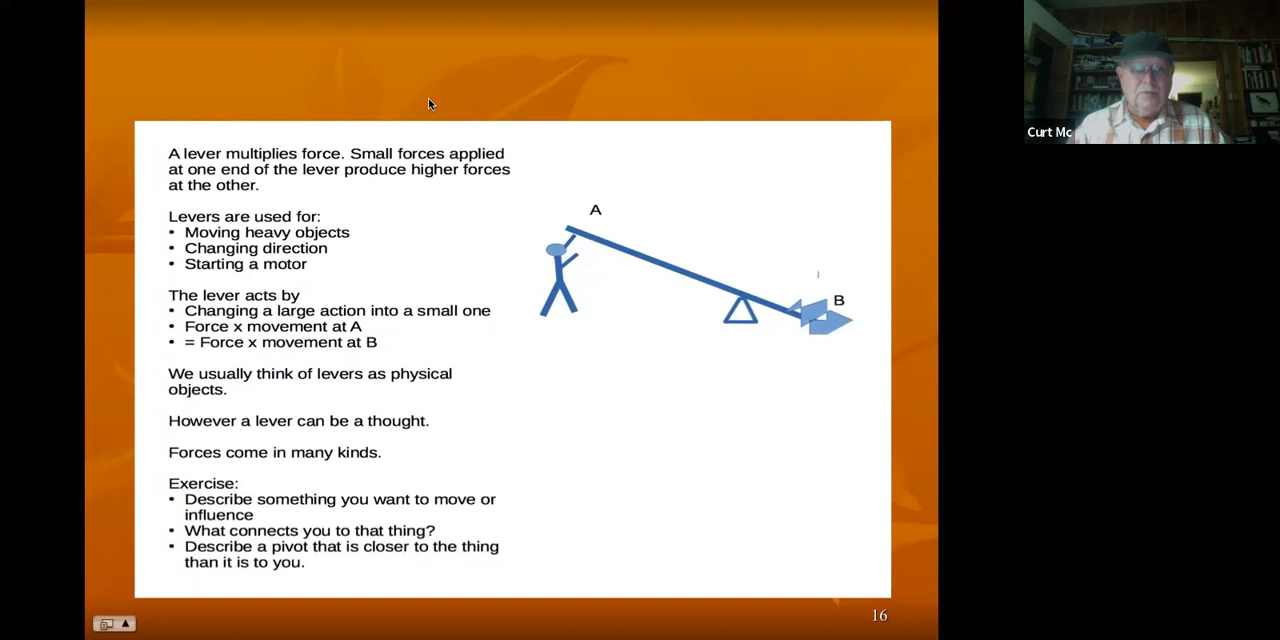 A lever multiplies force. Small forces applied
at one end of the lever produce higher forces
at the other.
Levers are used for:
• Moving heavy objects
• Changing direction
• Starting a motor
The lever acts by
• Changing a large action into a small one
• Force x movement at A
• = Force x movement at B
We usually think of levers as physical
objects.
However a lever can be a thought.
Forces come in many kinds.
Exercise:
• Describe something you want to move or
influence
• What connects you to that thing?
• Describe a pivot that is closer to the thing
than it is to you.
A
B
16
Curt Mc